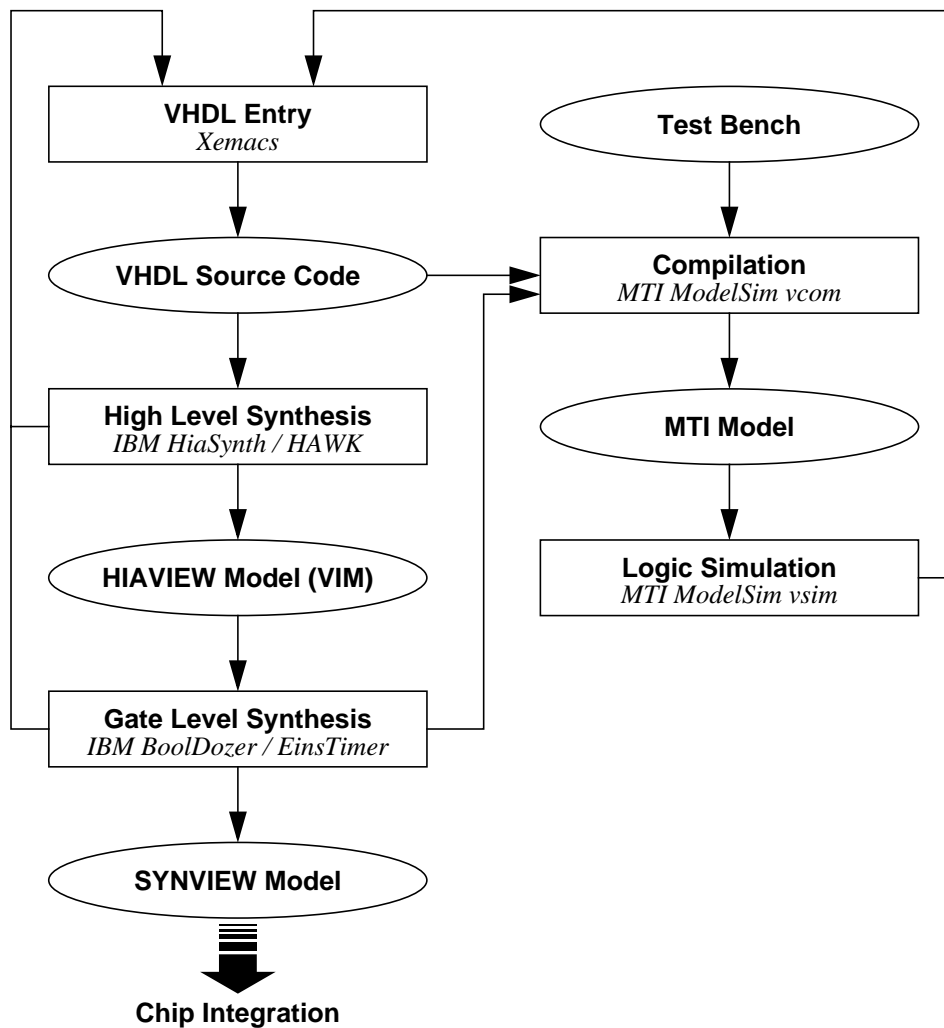 VHDL Entry
Xemacs
Test Bench
VHDL Source Code
Compilation
MTI ModelSim vcom
High Level Synthesis
IBM HiaSynth / HAWK
MTI Model
HIAVIEW Model (VIM)
Logic Simulation
MTI ModelSim vsim
Gate Level Synthesis
IBM BoolDozer / EinsTimer
SYNVIEW Model
Chip Integration